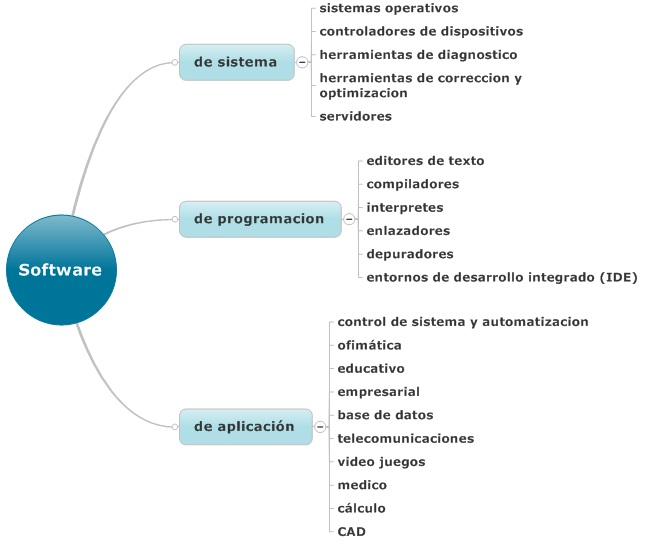 Software
de sistema
sistemas operativos
controladores de dispositivos
herramientas de diagnostico
herramientas de correccion y
optimizacion
servidores
de programacion
editores de texto
compiladores
interpretes
enlazadores
depuradores
entornos de desarrollo integrado (IDE)
de aplicación
control de sistema y automatizacion
ofimática
educativo
empresarial
base de datos
telecomunicaciones
video juegos
medico
cálculo
CAD